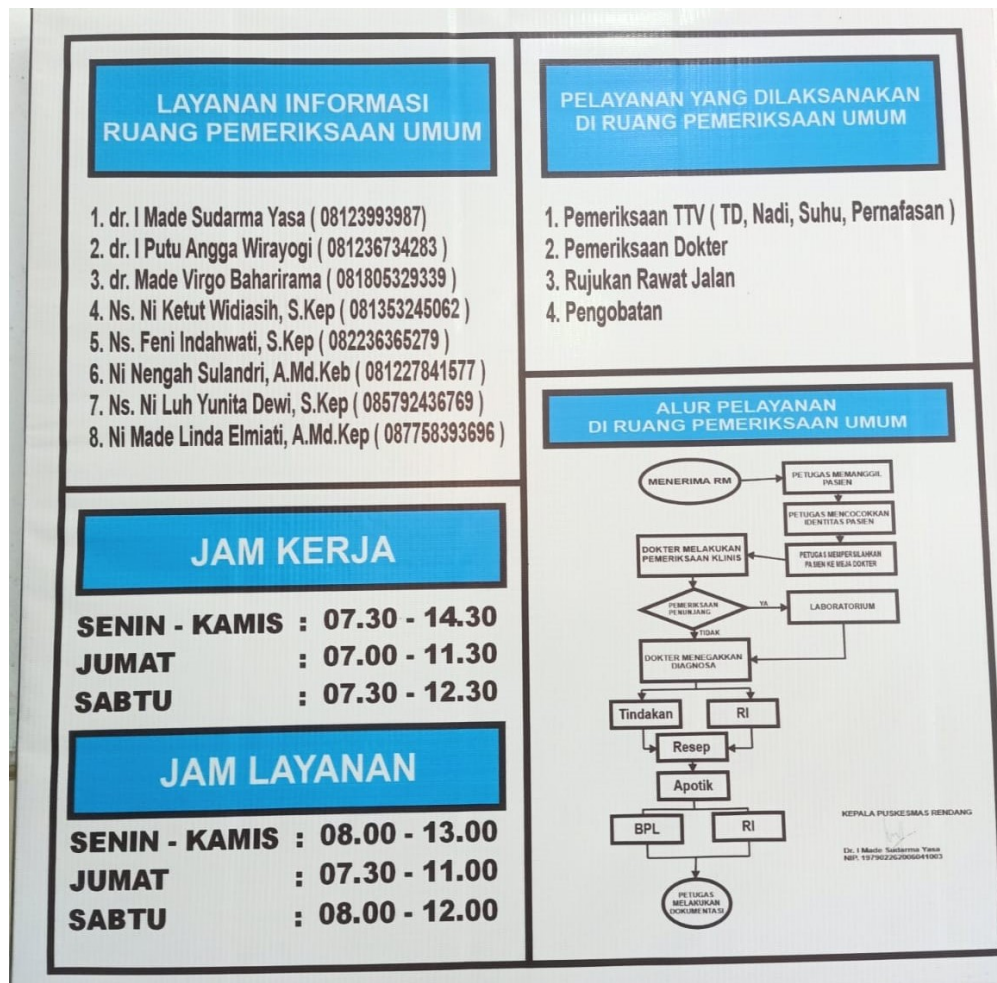 LAYANAN INFORMASI
RUANG PEMERIKSAAN UMUM
1. dr. I Made Sudarma Yasa ( 08123993987)
2. dr. I Putu Angga Wirayogi ( 081236734283 )
3. dr. Made Virgo Baharirama ( 081805329339 )
4. Ns. Ni Ketut Widiasih, S.Kep ( 081353245062 )
5. Ns. Feni Indahwati, S.Kep ( 082236365279 )
6. Ni Nengah Sulandri, A.Md.Keb ( 081227841577 )
7. Ns. Ni Luh Yunita Dewi, S.Kep ( 085792436769 )
8. Ni Made Linda Elmiati, A.Md.Kep ( 087758393696 )
JAM KERJA
SENIN - KAMIS : 07.30 - 14.30
JUMAT : 07.00 - 11.30
SABTU : 07.30 - 12.30
JAM LAYANAN
SENIN - KAMIS : 08.00 - 13.00
JUMAT : 07.30 - 11.00
SABTU : 08.00 - 12.00
PELAYANAN YANG DILAKSANAKAN
DI RUANG PEMERIKSAAN UMUM
1. Pemeriksaan TTV ( TD, Nadi, Suhu, Pernafasan )
2. Pemeriksaan Dokter
3. Rujukan Rawat Jalan
4. Pengobatan
ALUR PELAYANAN
DI RUANG PEMERIKSAAN UMUM
MENERIMA RM
PETUGAS MEMANGGIL
PASIEN
PETUGAS MENCOCOKKAN
IDENTITAS PASIEN
PETUGAS MEMPERSILAHKAN
PASIEN KE MEJA DOKTER
DOKTER MELAKUKAN
PEMERIKSAAN KLINIS
PEMERIKSAAN
PENUNJANG
YA
LABORATORIUM
TIDAK
DOKTER MENEGAKKAN
DIAGNOSA
Tindakan
RI
Resep
Apotik
BPL
RI
PETUGAS
MELAKUKAN
DOKUMENTASI
KEPALA PUSKESMAS RENDANG
Dr. I Made Sudarma Yasa
NIP. 197902262006041003